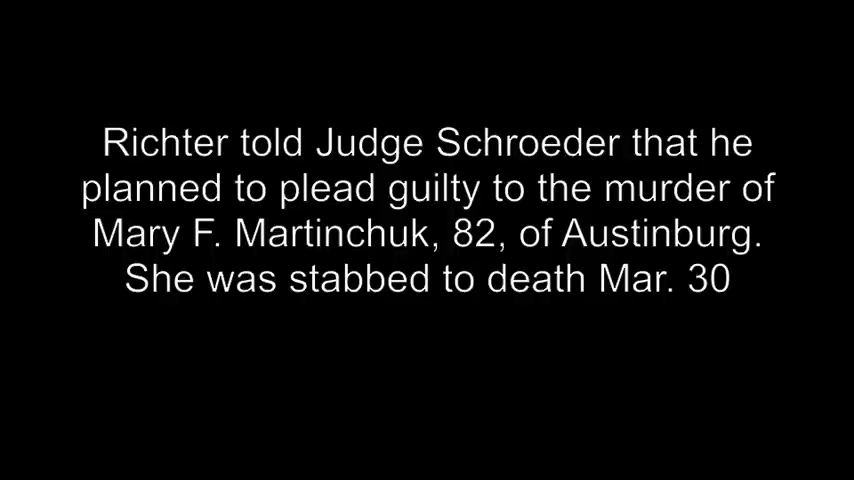 Richter told Judge Schroeder that he
planned to plead guilty to the murder of
Mary F. Martinchuk, 82, of Austinburg.
She was stabbed to death Mar. 30